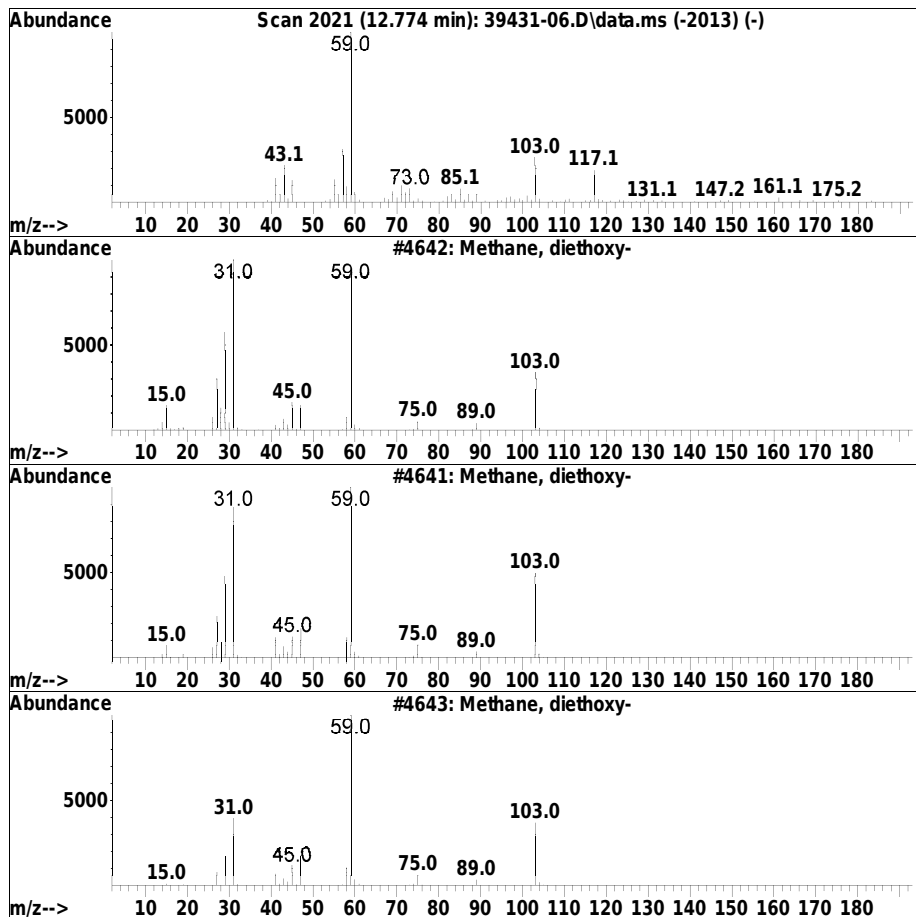 Abundance Scan 2021 (12.774 min): 39431-06.D\data.ms (-2013) (-)
59.0
5000
43.1 73.0 85.1 103.0 117.1 131.1 147.2 161.1 175.2
m/z--> 10 20 30 40 50 60 70 80 90 100 110 120 130 140 150 160 170 180
Abundance #4642: Methane, diethoxy-
31.0 59.0
5000
15.0 45.0 75.0 89.0 103.0
m/z--> 10 20 30 40 50 60 70 80 90 100 110 120 130 140 150 160 170 180
Abundance #4641: Methane, diethoxy-
31.0 59.0
5000
103.0
15.0 45.0 75.0 89.0
m/z--> 10 20 30 40 50 60 70 80 90 100 110 120 130 140 150 160 170 180
Abundance #4643: Methane, diethoxy-
59.0
5000
31.0 103.0
15.0 45.0 75.0 89.0
m/z--> 10 20 30 40 50 60 70 80 90 100 110 120 130 140 150 160 170 180